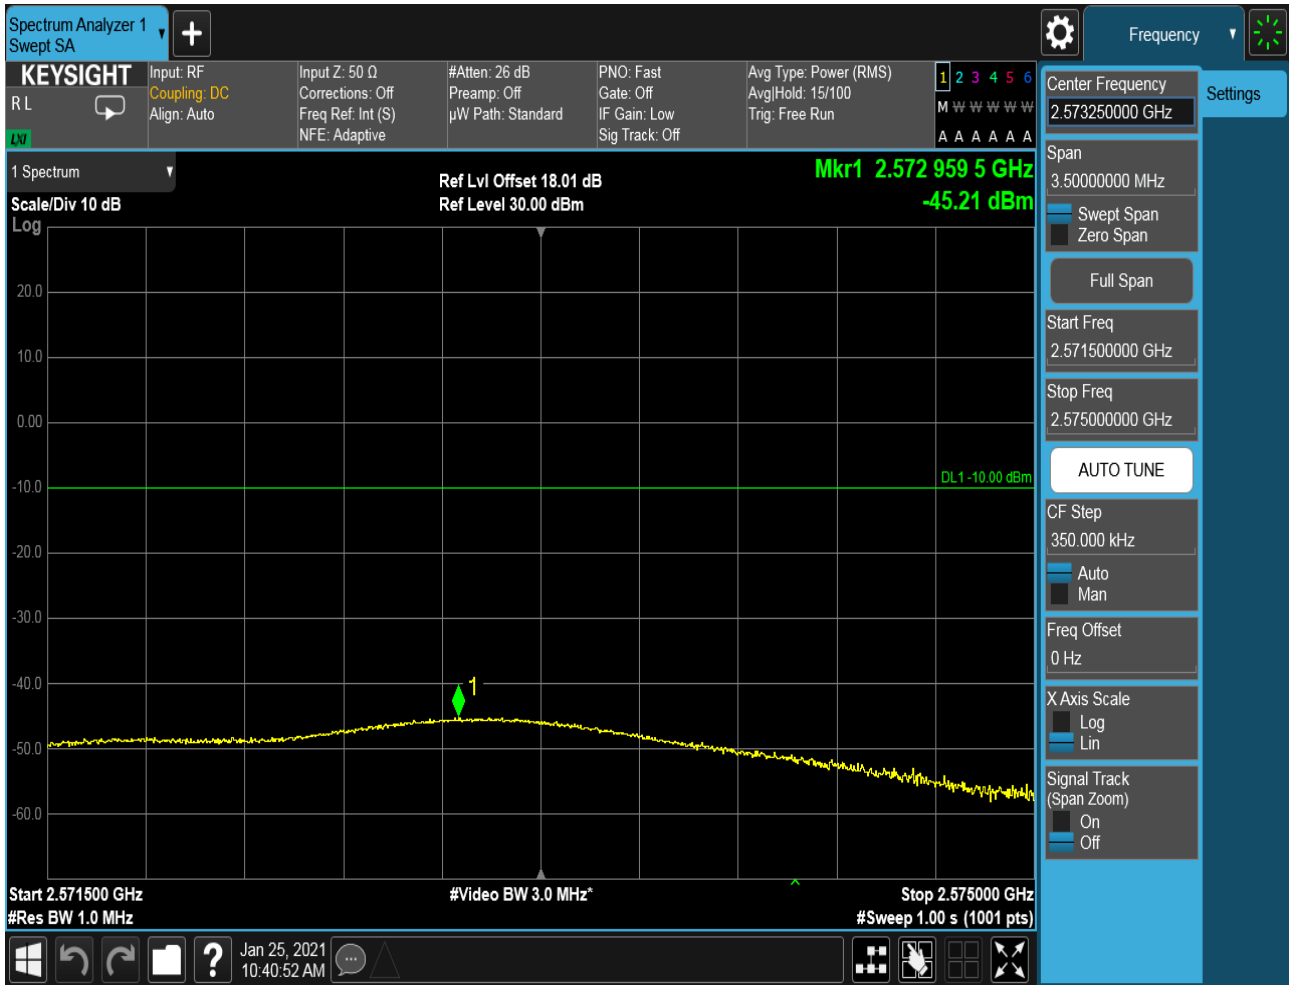 Spectrum Analyzer 1
Swept SA
Frequency
KEYSIGHT
R L
LXI
Input: RF
Coupling: DC
Align: Auto
Input Z: 50 Ω
Corrections: Off
Freq Ref: Int (S)
NFE: Adaptive
#Atten: 26 dB
Preamp: Off
µW Path: Standard
PNO: Fast
Gate: Off
IF Gain: Low
Sig Track: Off
Avg Type: Power (RMS)
Avg|Hold: 15/100
Trig: Free Run
1 2 3 4 5 6
M W W W W W
A A A A A A
1 Spectrum
Scale/Div 10 dB
Log
Ref Lvl Offset 18.01 dB
Ref Level 30.00 dBm
Mkr1 2.572 959 5 GHz
-45.21 dBm
20.0
10.0
0.00
-10.0
-20.0
-30.0
-40.0
-50.0
-60.0
DL1 -10.00 dBm
1
Start 2.571500 GHz
#Res BW 1.0 MHz
#Video BW 3.0 MHz*
Stop 2.575000 GHz
#Sweep 1.00 s (1001 pts)
Center Frequency
2.573250000 GHz
Settings
Span
3.50000000 MHz
Swept Span
Zero Span
Full Span
Start Freq
2.571500000 GHz
Stop Freq
2.575000000 GHz
AUTO TUNE
CF Step
350.000 kHz
Auto
Man
Freq Offset
0 Hz
X Axis Scale
Log
Lin
Signal Track
(Span Zoom)
On
Off
?
Jan 25, 2021
10:40:52 AM